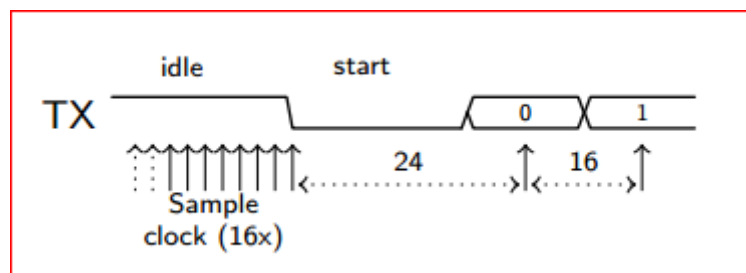 idle start
TX
0 1
24 16
Sample
clock (16x)